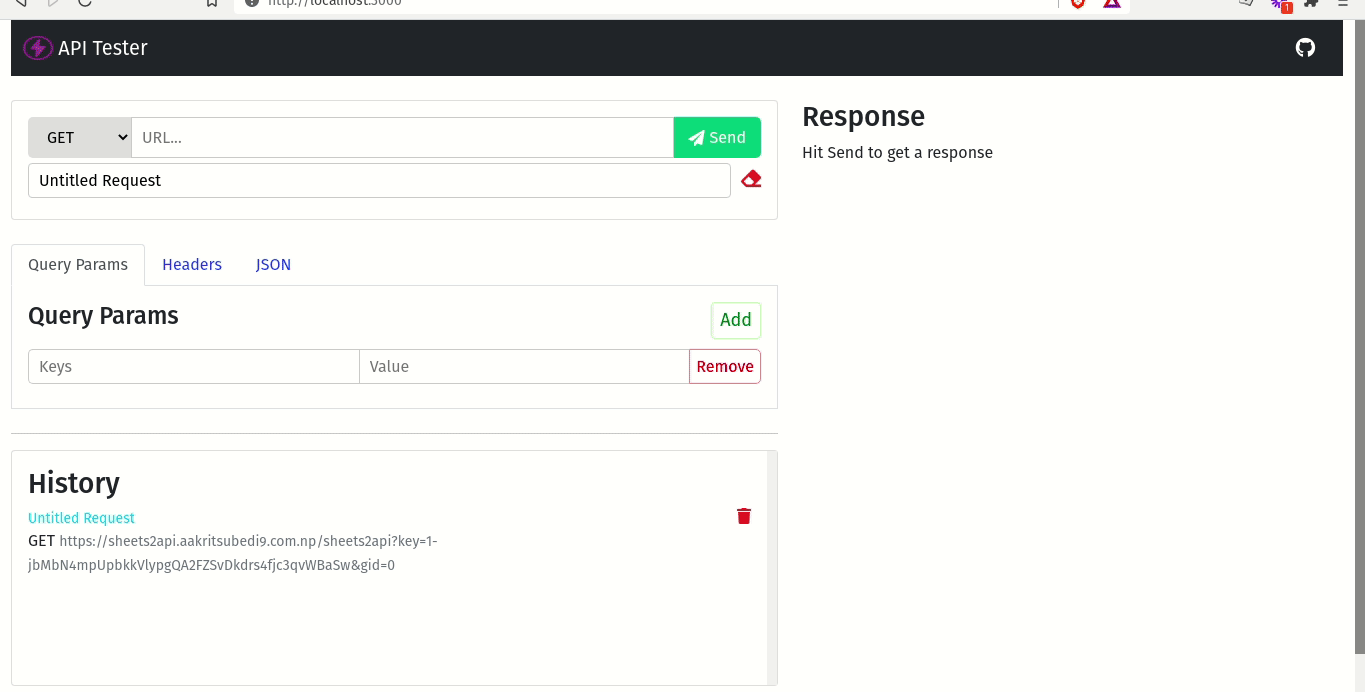 http://localhost:3000
1
API Tester
GET
URL...
Send
Untitled Request
Response
Hit Send to get a response
Query Params
Headers
JSON
Query Params
Add
Keys
Value
Remove
History
Untitled Request
GET https://sheets2api.aakritsubedi9.com.np/sheets2api?key=1-
jbMbN4mpUpbkkVlypgQA2FZSvDkdrs4fjc3qvWBaSw&gid=0